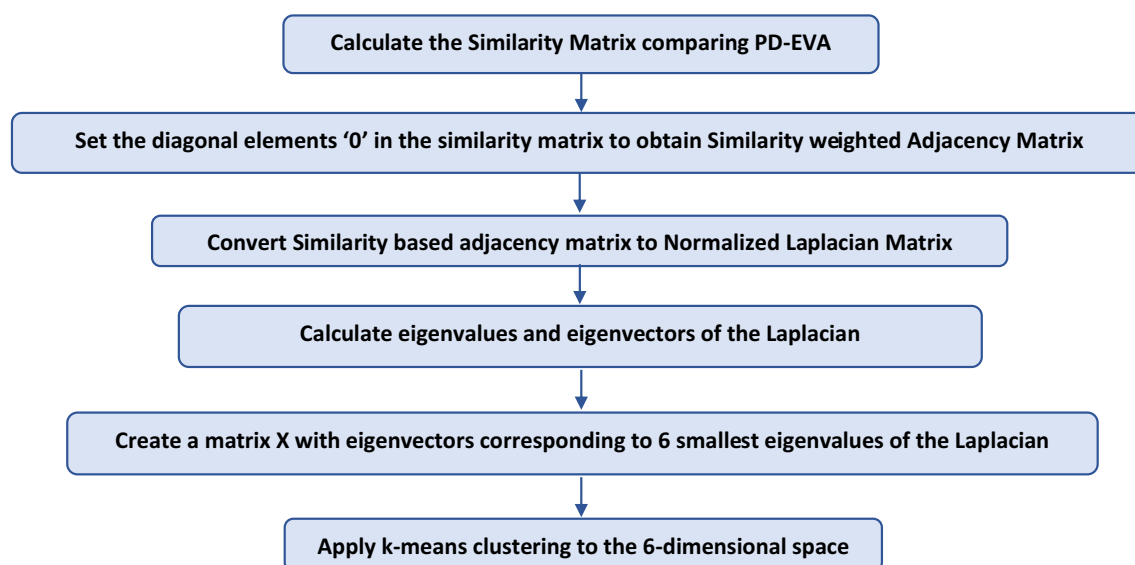 Calculate the Similarity Matrix comparing PD-EVA
Set the diagonal elements ‘0’ in the similarity matrix to obtain Similarity weighted Adjacency Matrix
Convert Similarity based adjacency matrix to Normalized Laplacian Matrix
Calculate eigenvalues and eigenvectors of the Laplacian
Create a matrix X with eigenvectors corresponding to 6 smallest eigenvalues of the Laplacian
Apply k-means clustering to the 6-dimensional space